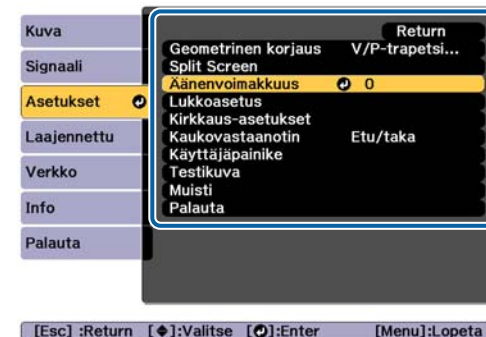 Kuva
Signaali
Asetukset
Laajennettu
Verkko
Info
Palauta
Return
Geometrinen korjaus V/P-trapetsi...
Split Screen
Äänenvoimakkuus 0
Lukkoasetus
Kirkkaus-asetukset
Kaukovastaanotin Etu/taka
Käyttäjäpainike
Testikuva
Muisti
Palauta
[Esc] :Return [◆]:Valitse [↵]:Enter [Menu]:Lopeta